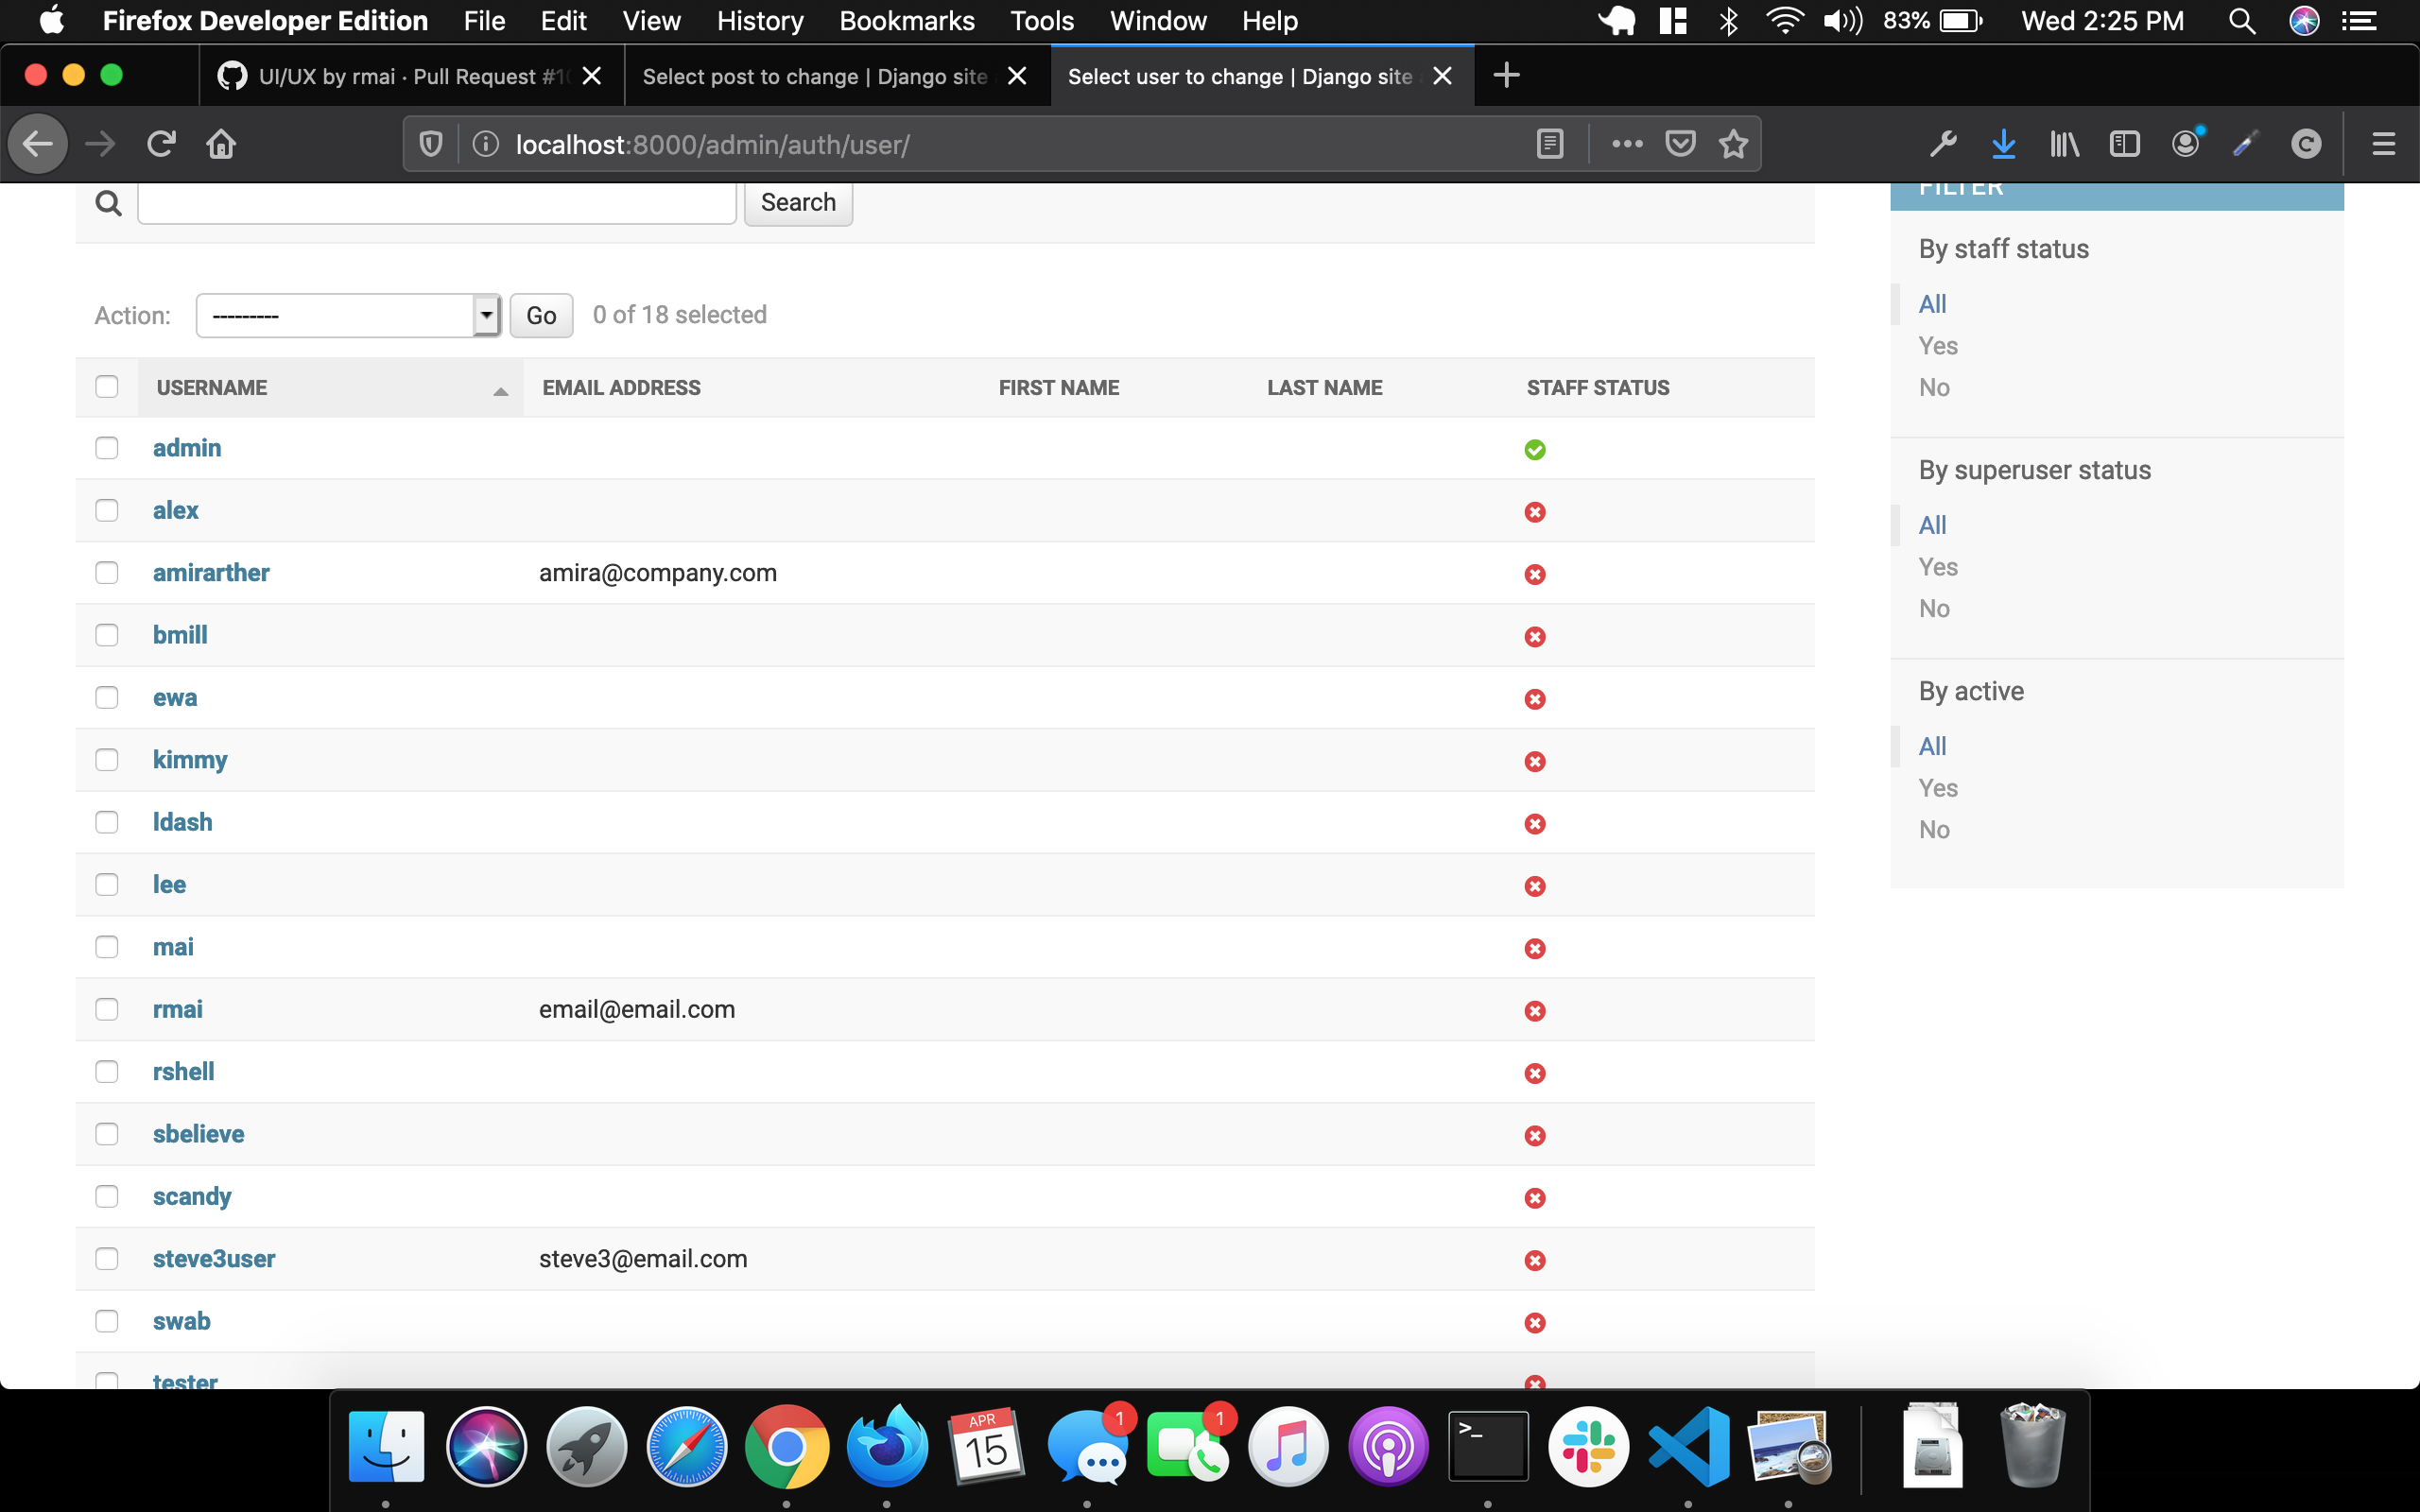 Firefox Developer Edition File Edit View History Bookmarks Tools Window Help 83% Wed 2:25 PM
UI/UX by rmai · Pull Request #10 Select post to change | Django site Select user to change | Django site
localhost:8000/admin/auth/user/
Search
FILTER
By staff status
All
Yes
No
By superuser status
All
Yes
No
By active
All
Yes
No
Action: --------- Go 0 of 18 selected
USERNAME EMAIL ADDRESS FIRST NAME LAST NAME STAFF STATUS
admin
alex
amirarther amira@company.com
bmill
ewa
kimmy
ldash
lee
mai
rmai email@email.com
rshell
sbelieve
scandy
steve3user steve3@email.com
swab
tester
APR
15
1
1
>_